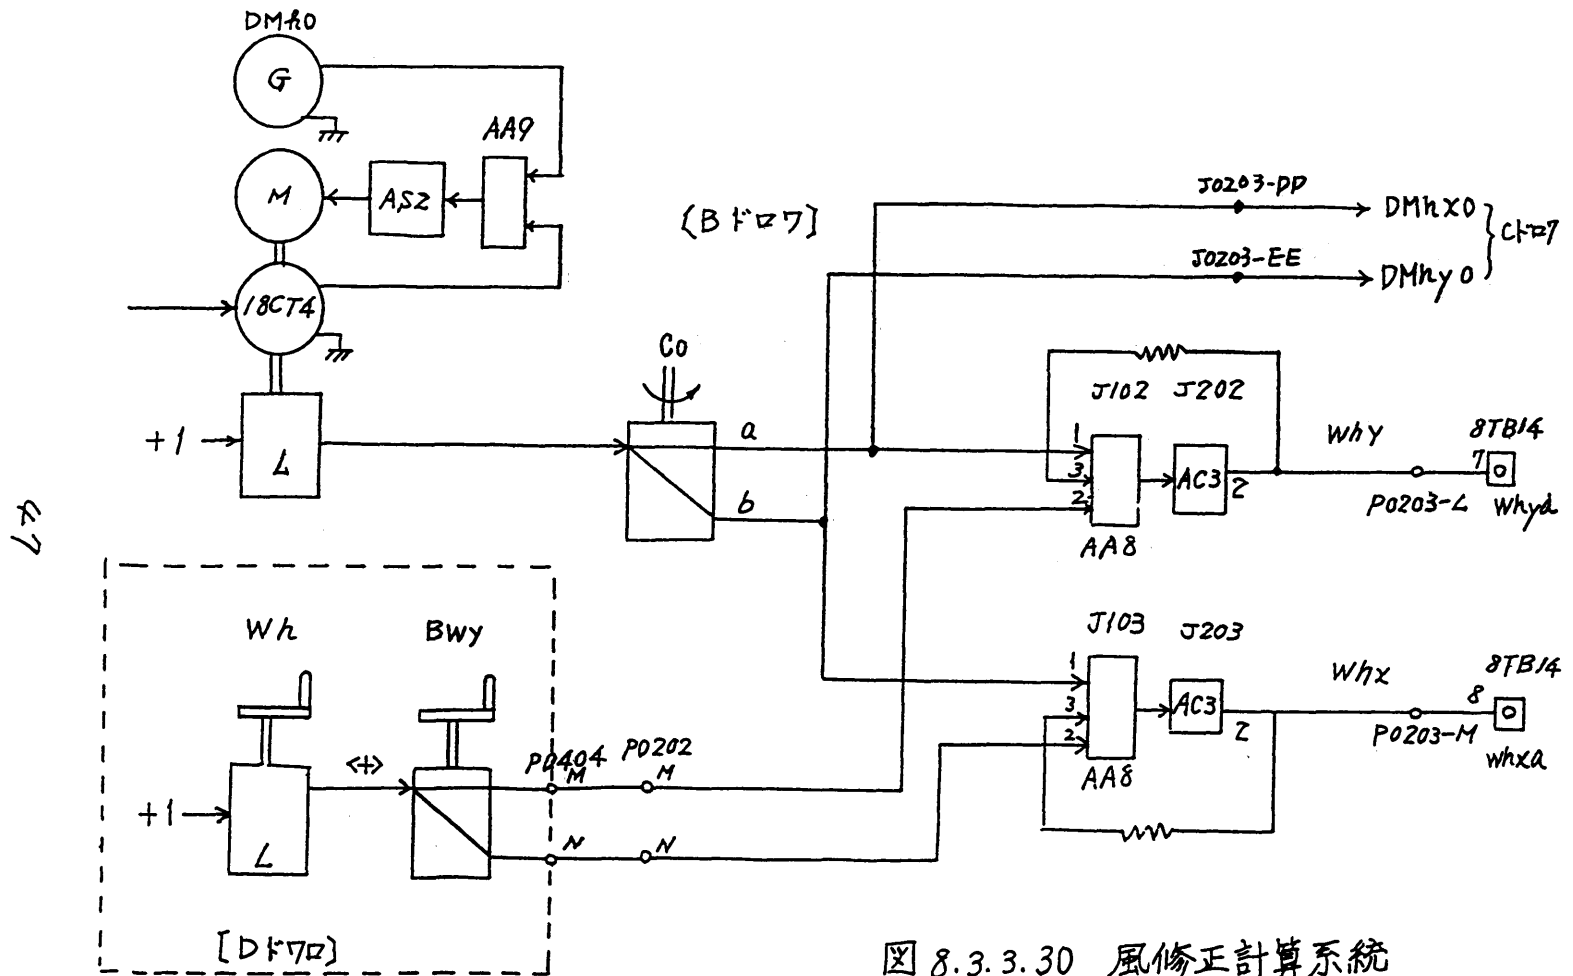 DMh0
G
AA9
M
AS2
18CT4
+1
L
[Bドロワ]
J0203-DD
DMhx0
J0203-EE
DMhy0
Cドロワ
Co
a
b
J102 J202
1
3
2
AC3
2
AA8
Why
8TB14
7
P0203-L
Whyd
Wh
Bwy
+1
L
<+>
P0404
P0202
M
M
N
N
[Dドワロ]
J103 J203
1
3
2
AC3
2
AA8
Whx
8TB14
8
P0203-M
Whxa
図 8.3.3.30 風修正計算系統
47